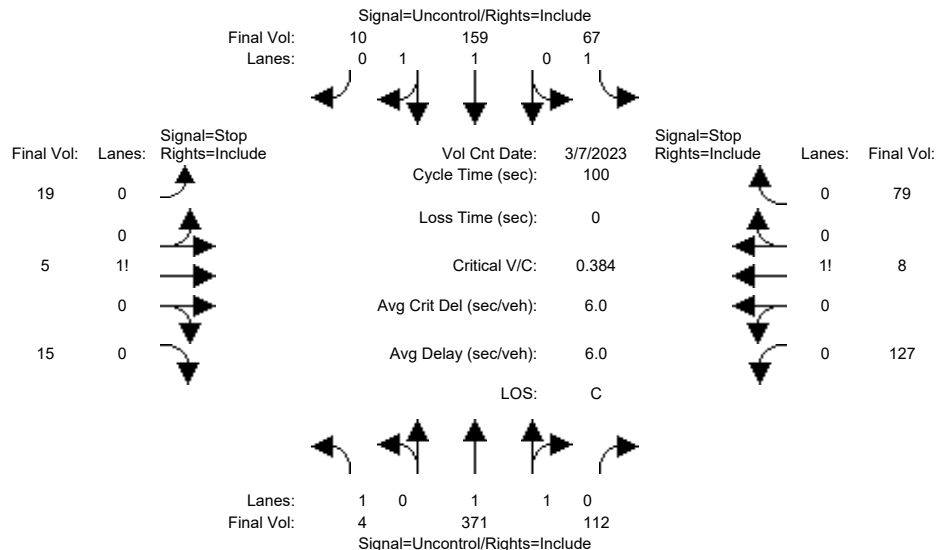 Signal=Uncontrol/Rights=Include
Final Vol: 10 159 67
Lanes: 0 1 1 0 1
Signal=Stop
Final Vol: Lanes: Rights=Include
Vol Cnt Date: 3/7/2023
Signal=Stop
Rights=Include Lanes: Final Vol:
Cycle Time (sec): 100
19 0
0 79
Loss Time (sec): 0
0
0
5 1!
Critical V/C: 0.384
1! 8
0
Avg Crit Del (sec/veh): 6.0
0
15 0
Avg Delay (sec/veh): 6.0
0 127
LOS: C
Lanes: 1 0 1 1 0
Final Vol: 4 371 112
Signal=Uncontrol/Rights=Include